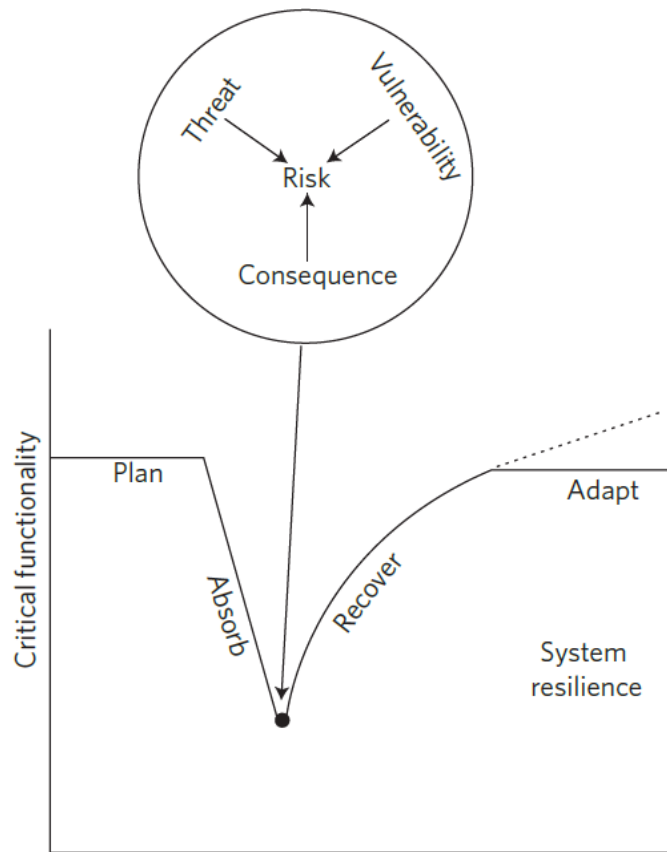 Threat
Vulnerability
Risk
Consequence
Critical functionality
Plan
Absorb
Recover
Adapt
System
resilience